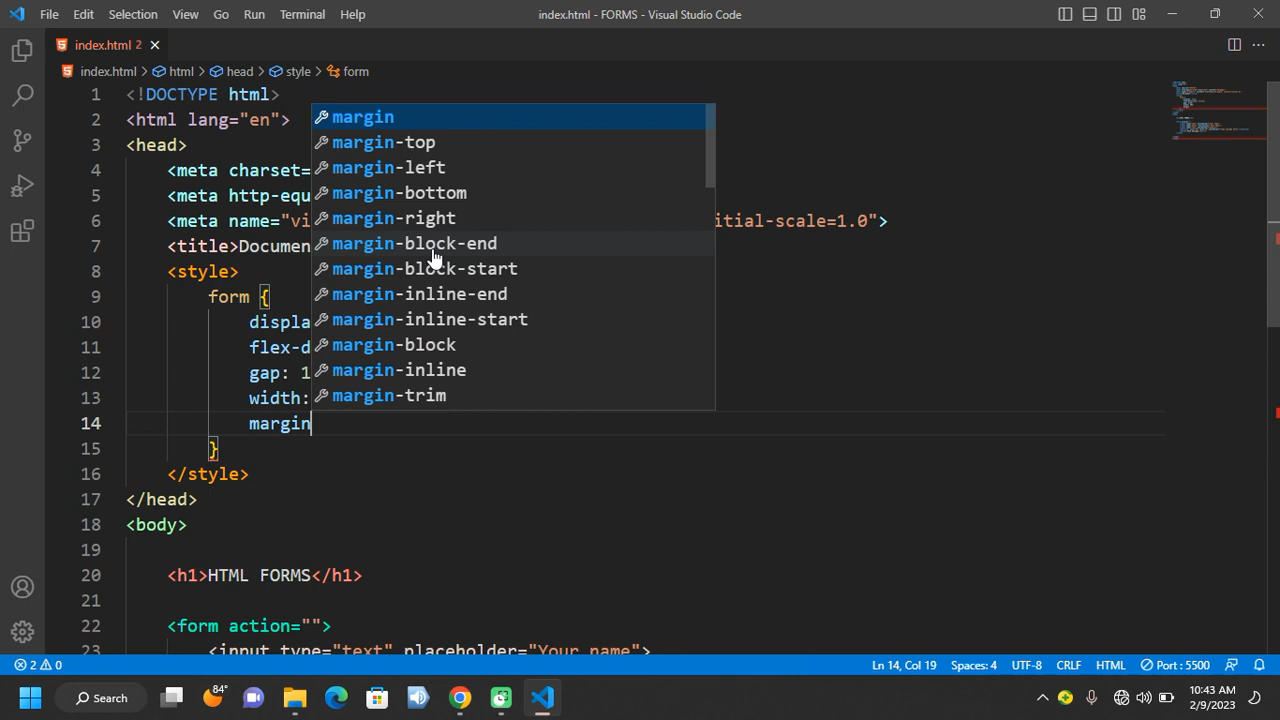 File Edit Selection View Go Run Terminal Help index.html - FORMS - Visual Studio Code
index.html 2
index.html > html > head > style > form
1 <!DOCTYPE html>
2 <html lang="en">
3 <head>
4 <meta charset=
5 <meta http-equ
6 <meta name="vi itial-scale=1.0">
7 <title>Documen
8 <style>
9 form {
10 displa
11 flex-d
12 gap: 1
13 width:
14 margin
15 }
16 </style>
17 </head>
18 <body>
19
20 <h1>HTML FORMS</h1>
21
22 <form action="">
23 <input type="text" placeholder="Your name">
margin
margin-top
margin-left
margin-bottom
margin-right
margin-block-end
margin-block-start
margin-inline-end
margin-inline-start
margin-block
margin-inline
margin-trim
2 0 Ln 14, Col 19 Spaces: 4 UTF-8 CRLF HTML Port : 5500
Search 84° 10:43 AM
2/9/2023